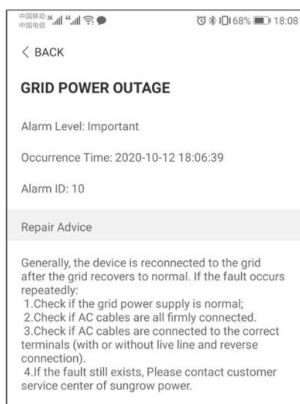 中国移动 26 46
中国电信
68% 18:08
< BACK
GRID POWER OUTAGE
Alarm Level: Important
Occurrence Time: 2020-10-12 18:06:39
Alarm ID: 10
Repair Advice
Generally, the device is reconnected to the grid
after the grid recovers to normal. If the fault occurs
repeatedly:
1.Check if the grid power supply is normal;
2.Check if AC cables are all firmly connected.
3.Check if AC cables are connected to the correct
terminals (with or without live line and reverse
connection).
4.If the fault still exists, Please contact customer
service center of sungrow power.